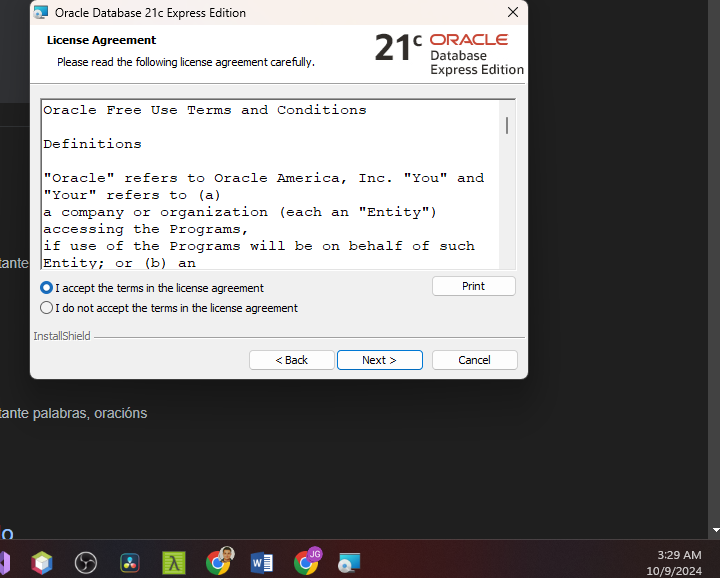 Oracle Database 21c Express Edition
License Agreement
Please read the following license agreement carefully.
21c ORACLE
Database
Express Edition
Oracle Free Use Terms and Conditions
Definitions
"Oracle" refers to Oracle America, Inc. "You" and
"Your" refers to (a)
a company or organization (each an "Entity")
accessing the Programs,
if use of the Programs will be on behalf of such
Entity; or (b) an
tante
I accept the terms in the license agreement
Print
I do not accept the terms in the license agreement
InstallShield
< Back
Next >
Cancel
tante palabras, oracións
o
JG
W
λ
3:29 AM
10/9/2024